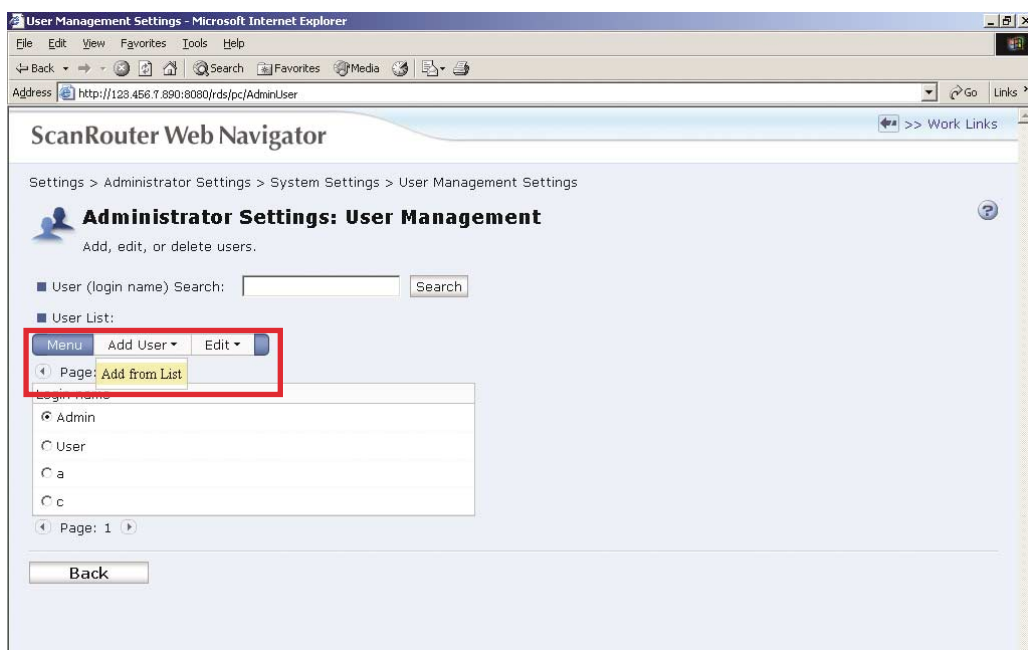 User Management Settings - Microsoft Internet Explorer
File Edit View Favorites Tools Help
Back Search Favorites Media
Address http://123.456.7.890:8080/rds/pc/AdminUser Go Links
ScanRouter Web Navigator
>> Work Links
Settings > Administrator Settings > System Settings > User Management Settings
Administrator Settings: User Management
?
Add, edit, or delete users.
User (login name) Search: Search
User List:
Menu Add User Edit
Page: Add from List
Login name
Admin
User
a
c
Page: 1
Back